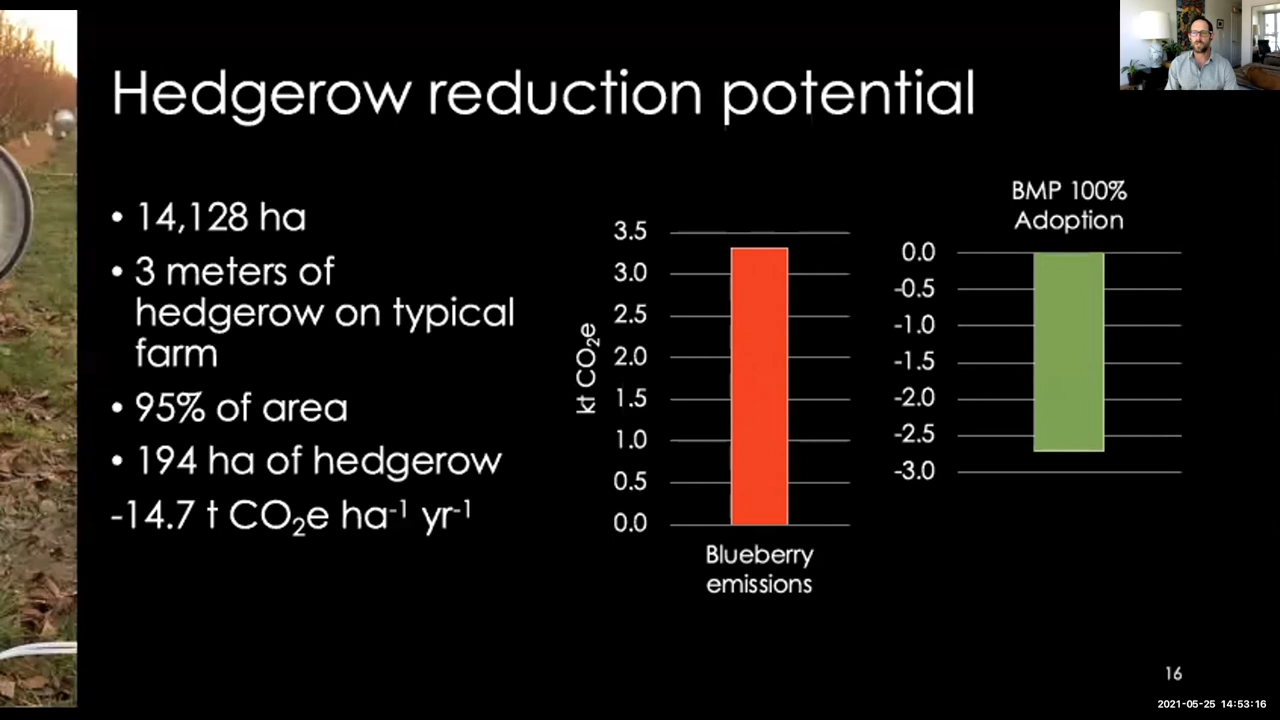 Hedgerow reduction potential
• 14,128 ha
• 3 meters of
hedgerow on typical
farm
• 95% of area
• 194 ha of hedgerow
-14.7 t CO₂e ha⁻¹ yr⁻¹
kt CO₂e
3.5
3.0
2.5
2.0
1.5
1.0
0.5
0.0
Blueberry
emissions
BMP 100%
Adoption
0.0
-0.5
-1.0
-1.5
-2.0
-2.5
-3.0
16
2021-05-25 14:53:16